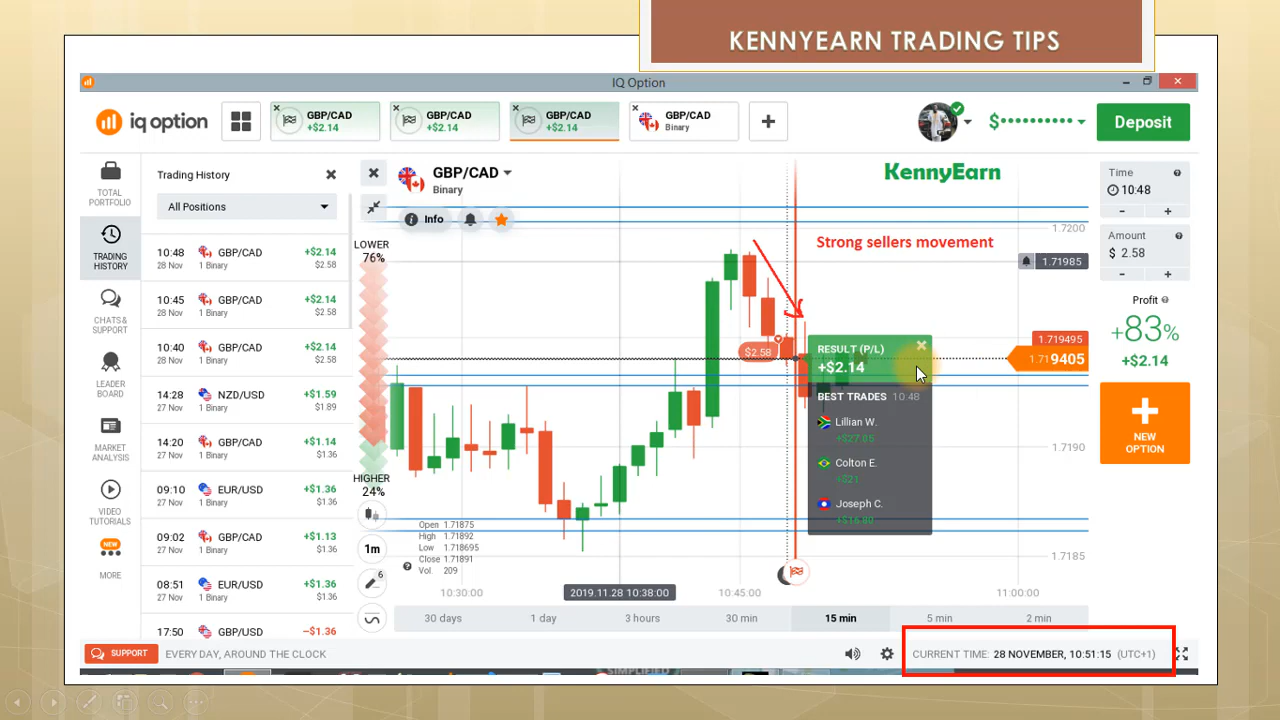 KENNYEARN TRADING TIPS
IQ Option
iq option
GBP/CAD
+$2.14
GBP/CAD
+$2.14
GBP/CAD
+$2.14
GBP/CAD
Binary
Deposit
TOTAL
PORTFOLIO
TRADING
HISTORY
CHATS &
SUPPORT
LEADER
BOARD
MARKET
ANALYSIS
VIDEO
TUTORIALS
NEW
MORE
Trading History
All Positions
10:48 GBP/CAD +$2.14
28 Nov 1 Binary $2.58
10:45 GBP/CAD +$2.14
28 Nov 1 Binary $2.58
10:40 GBP/CAD +$2.14
28 Nov 1 Binary $2.58
14:28 NZD/USD +$1.59
27 Nov 1 Binary $1.89
14:20 GBP/CAD +$1.14
27 Nov 1 Binary $1.36
09:10 EUR/USD +$1.36
27 Nov 1 Binary $1.36
09:02 GBP/CAD +$1.13
27 Nov 1 Binary $1.36
08:51 EUR/USD +$1.36
27 Nov 1 Binary $1.36
17:50 GBP/USD −$1.36
GBP/CAD
Binary
Info
KennyEarn
Strong sellers movement
LOWER
76%
HIGHER
24%
1m
6
Open 1.71875
High 1.71892
Low 1.718695
Close 1.71891
Vol. 209
$2.58
RESULT (P/L)
+$2.14
BEST TRADES 10:48
Lillian W.
+$27.05
Colton E.
+$21
Joseph C.
+$16.80
1.7200
1.71985
1.719495
1.719405
1.7190
1.7185
10:30:00
2019.11.28 10:38:00
10:45:00
11:00:00
30 days
1 day
3 hours
30 min
15 min
5 min
2 min
Time
10:48
Amount
$ 2.58
Profit
+83%
+$2.14
NEW
OPTION
SUPPORT
EVERY DAY, AROUND THE CLOCK
CURRENT TIME: 28 NOVEMBER, 10:51:15 (UTC+1)